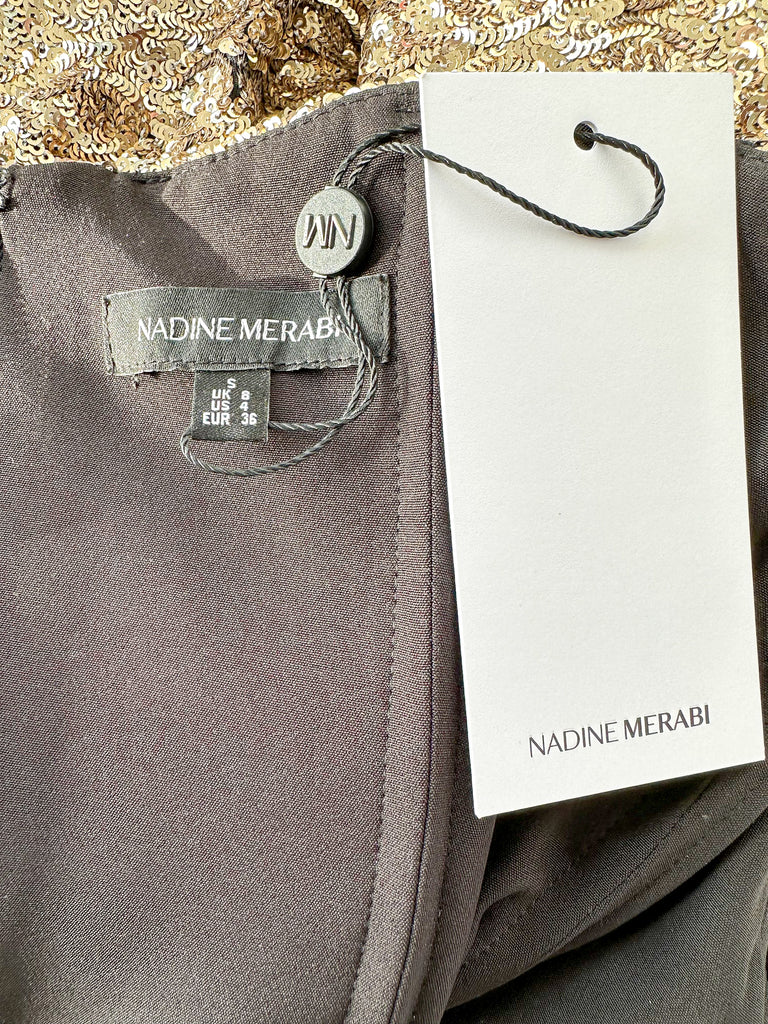 NM
NADINE MERABI
S
UK 8
US 4
EUR 36
NADINE MERABI